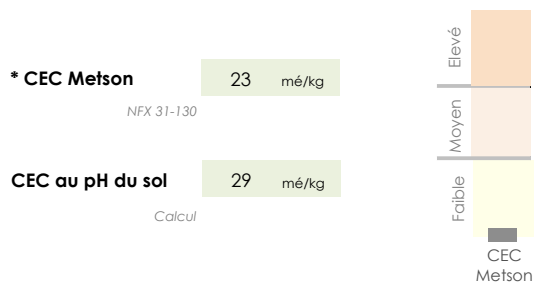 * CEC Metson 23 mé/kg
NFX 31-130
CEC au pH du sol 29 mé/kg
Calcul
Elevé
Moyen
Faible
CEC
Metson